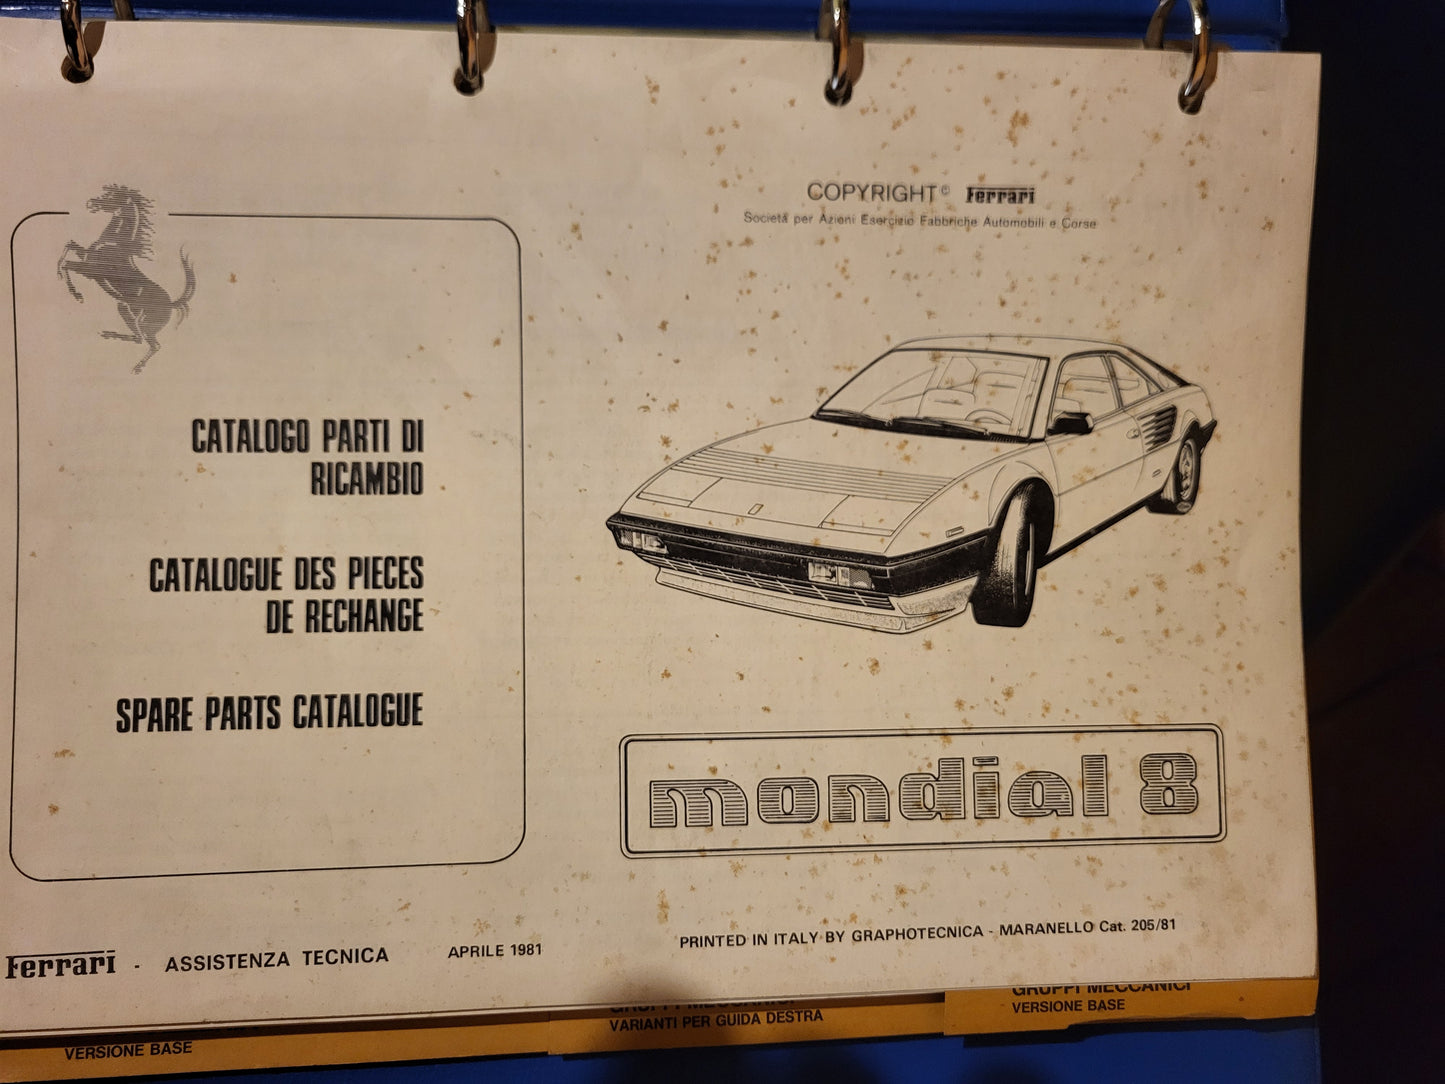 COPYRIGHT© Ferrari
Società per Azioni Esercizio Fabbriche Automobili e Corse
CATALOGO PARTI DI
RICAMBIO
CATALOGUE DES PIECES
DE RECHANGE
SPARE PARTS CATALOGUE
mondial 8
Ferrari - ASSISTENZA TECNICA APRILE 1981
PRINTED IN ITALY BY GRAPHOTECNICA - MARANELLO Cat. 205/81
VERSIONE BASE
GRUPPI MECCANICI
VARIANTI PER GUIDA DESTRA
GRUPPI MECCANICI
VERSIONE BASE